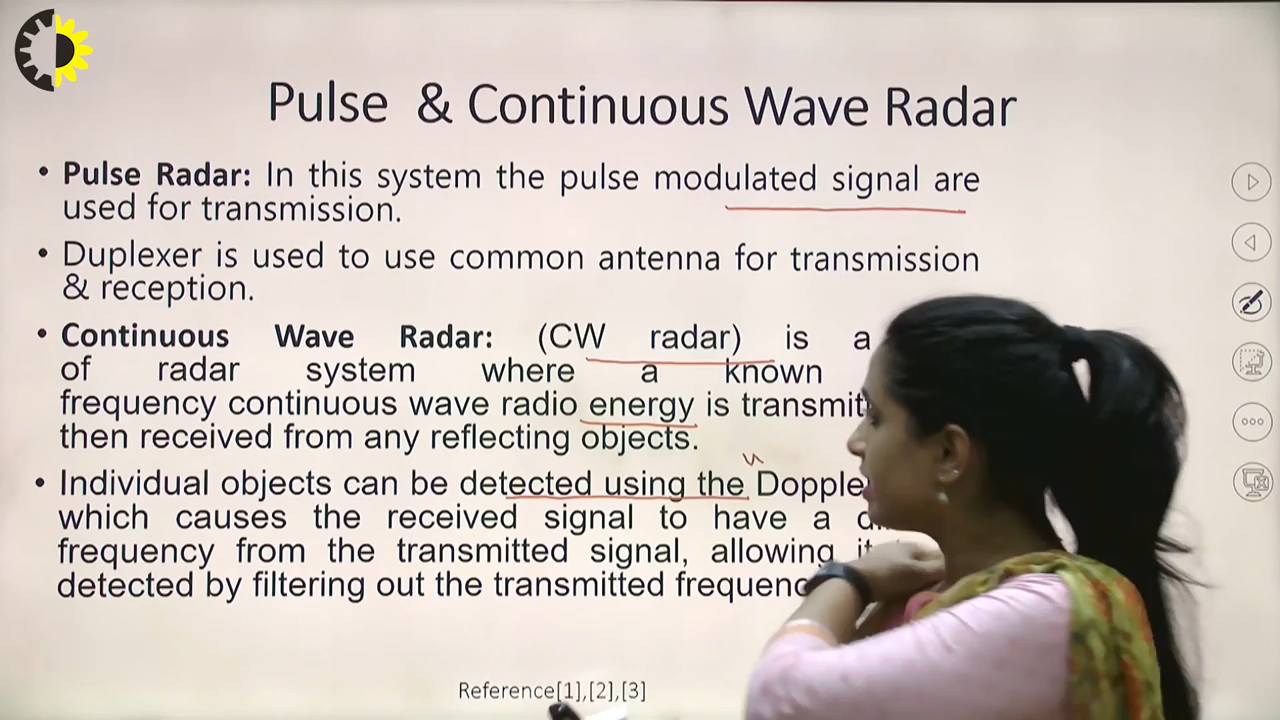 Pulse & Continuous Wave Radar
• Pulse Radar: In this system the pulse modulated signal are
used for transmission.
• Duplexer is used to use common antenna for transmission
& reception.
• Continuous Wave Radar: (CW radar) is a
of radar system where a known
frequency continuous wave radio energy is transmit
then received from any reflecting objects.
• Individual objects can be detected using the Dopple
which causes the received signal to have a
frequency from the transmitted signal, allowing it
detected by filtering out the transmitted frequenc
Reference[1],[2],[3]